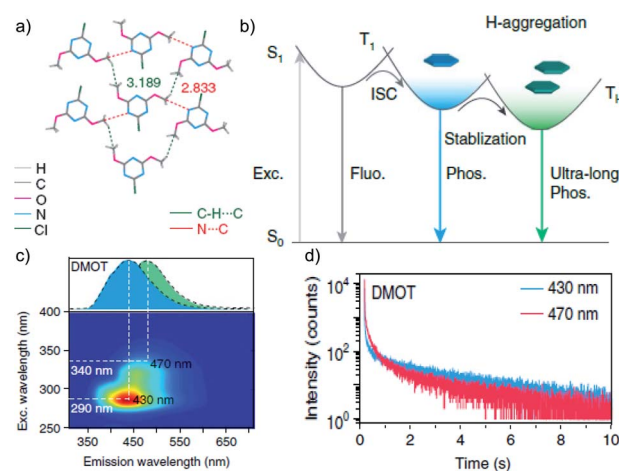 a)
3.189
2.833
H
C
O
N
Cl
C-H···C
N···C
b)
H-aggregation
S1
T1
ISC
TH
Stablization
Exc.
Fluo.
Phos.
Ultra-long
Phos.
S0
c)
DMOT
Exc. wavelength (nm)
400
350
300
250
340 nm
290 nm
470 nm
430 nm
350 450 550 650
Emission wavelength (nm)
d)
DMOT
430 nm
470 nm
Intensity (counts)
10^4
10^2
10^0
0 2 4 6 8 10
Time (s)